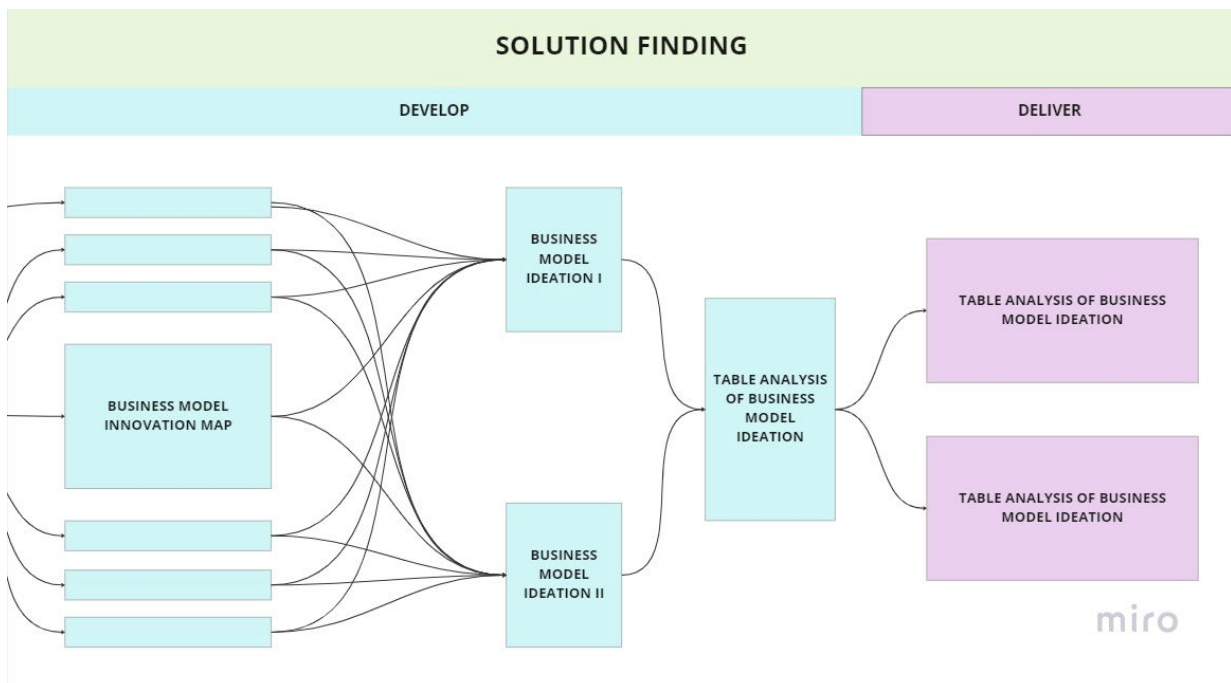 SOLUTION FINDING
DEVELOP
DELIVER
BUSINESS
MODEL
IDEATION I
BUSINESS MODEL
INNOVATION MAP
TABLE ANALYSIS
OF BUSINESS
MODEL
IDEATION
BUSINESS
MODEL
IDEATION II
TABLE ANALYSIS OF BUSINESS
MODEL IDEATION
TABLE ANALYSIS OF BUSINESS
MODEL IDEATION
miro